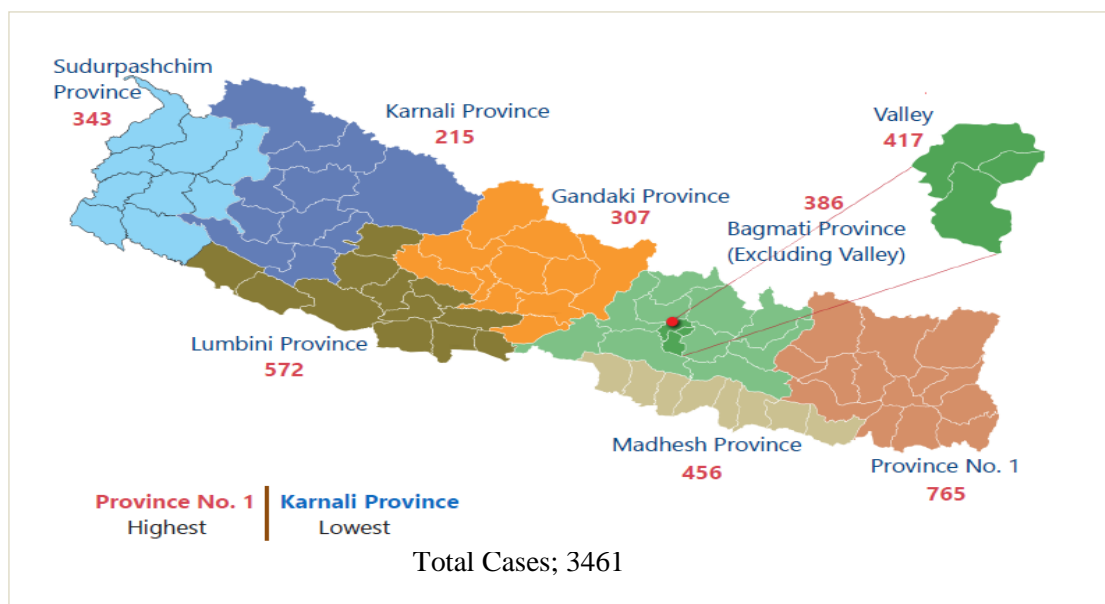 Sudurpashchim
Province
343
Karnali Province
215
Valley
417
Gandaki Province
307
386
Bagmati Province
(Excluding Valley)
Lumbini Province
572
Madhesh Province
456
Province No. 1
765
Province No. 1
Highest
Karnali Province
Lowest
Total Cases; 3461